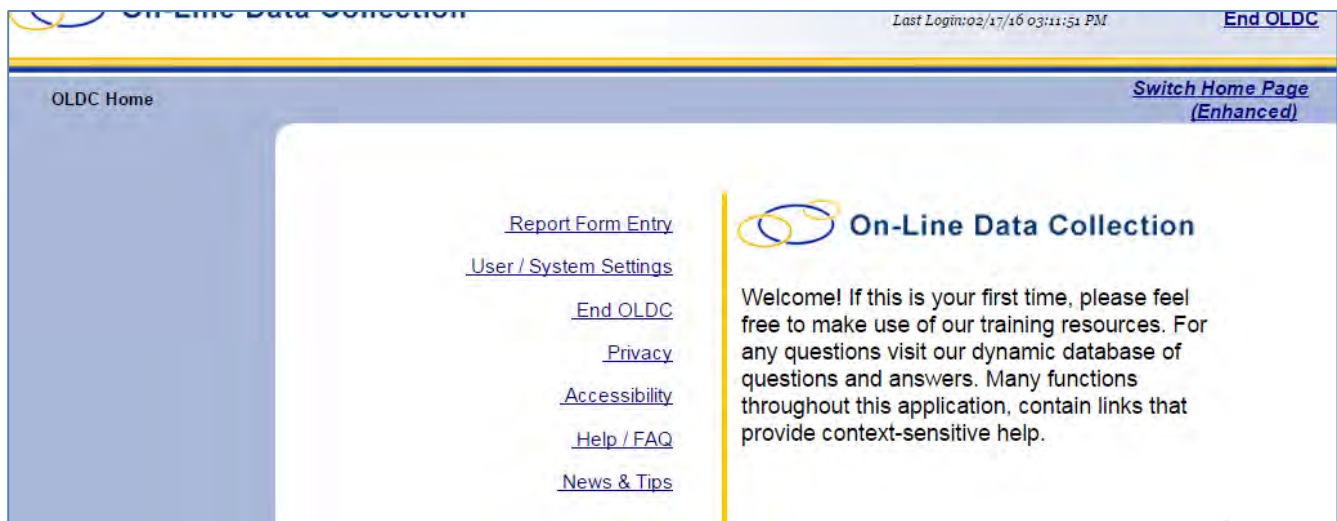 On-Line Data Collection
Last Login:02/17/16 03:11:51 PM
End OLDC
OLDC Home
Switch Home Page
(Enhanced)
Report Form Entry
User / System Settings
End OLDC
Privacy
Accessibility
Help / FAQ
News & Tips
On-Line Data Collection
Welcome! If this is your first time, please feel
free to make use of our training resources. For
any questions visit our dynamic database of
questions and answers. Many functions
throughout this application, contain links that
provide context-sensitive help.